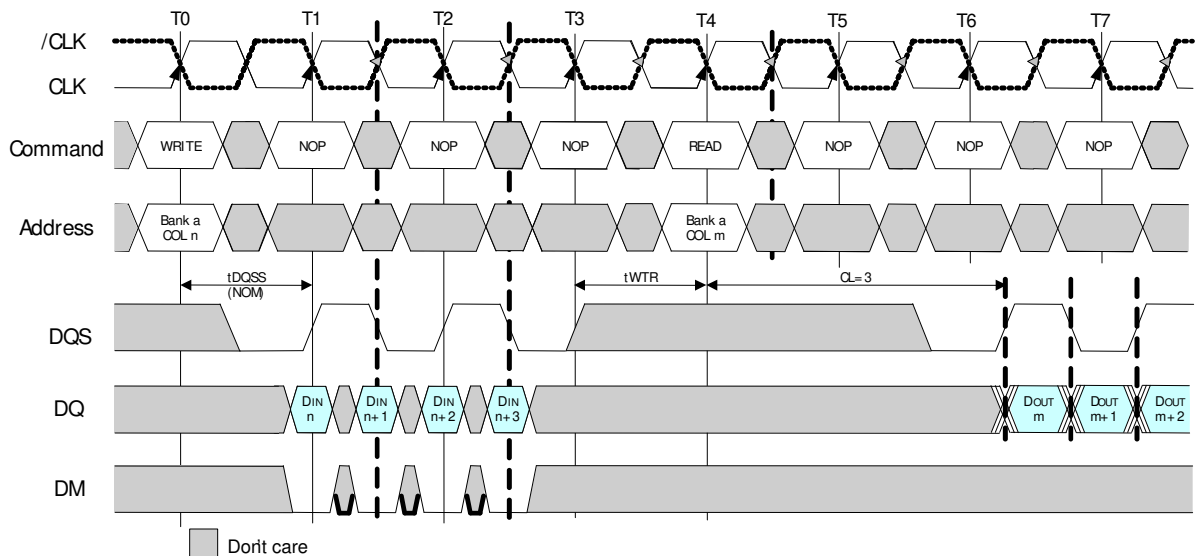 T0 T1 T2 T3 T4 T5 T6 T7
/CLK
CLK
Command WRITE NOP NOP NOP READ NOP NOP NOP
Address Bank a COL n Bank a COL m
tDQSS (NOM) tWTR CL= 3
DQS
DQ DIN n DIN n+1 DIN n+2 DIN n+3 DOUT m DOUT m+1 DOUT m+2
DM
Don't care